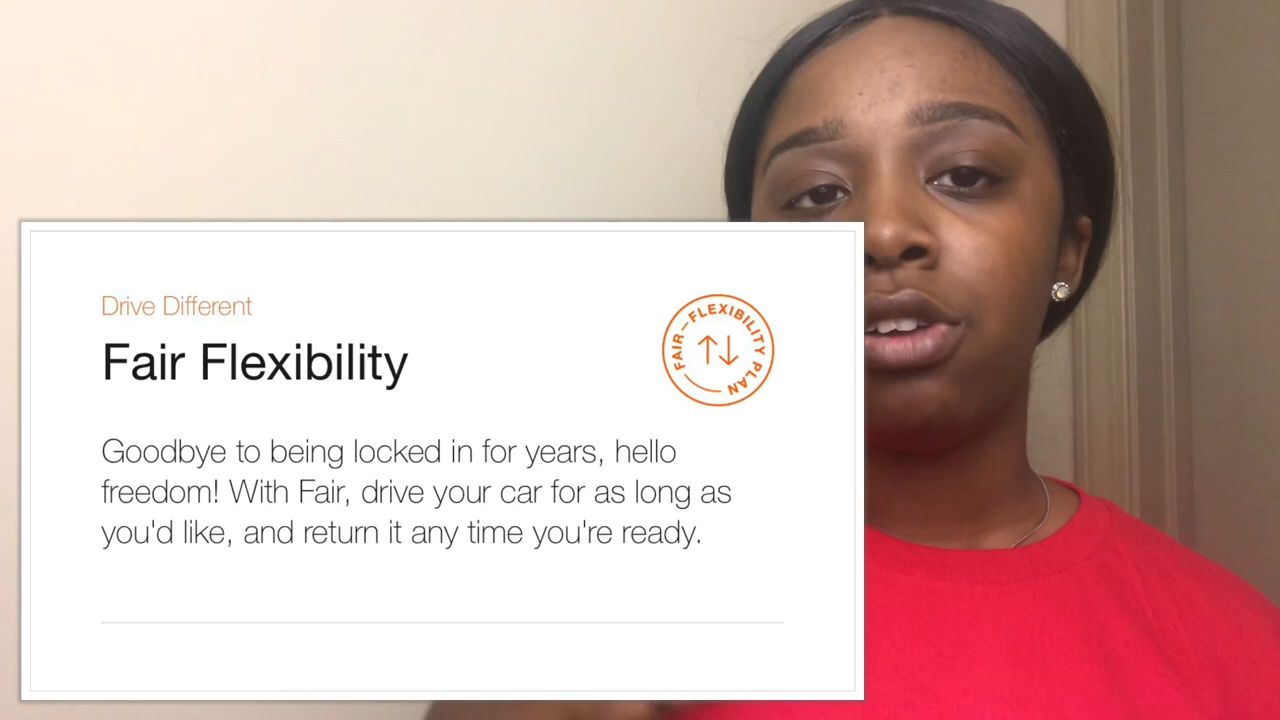 Drive Different
Fair Flexibility
FAIR–FLEXIBILITY PLAN
Goodbye to being locked in for years, hello
freedom! With Fair, drive your car for as long as
you'd like, and return it any time you're ready.